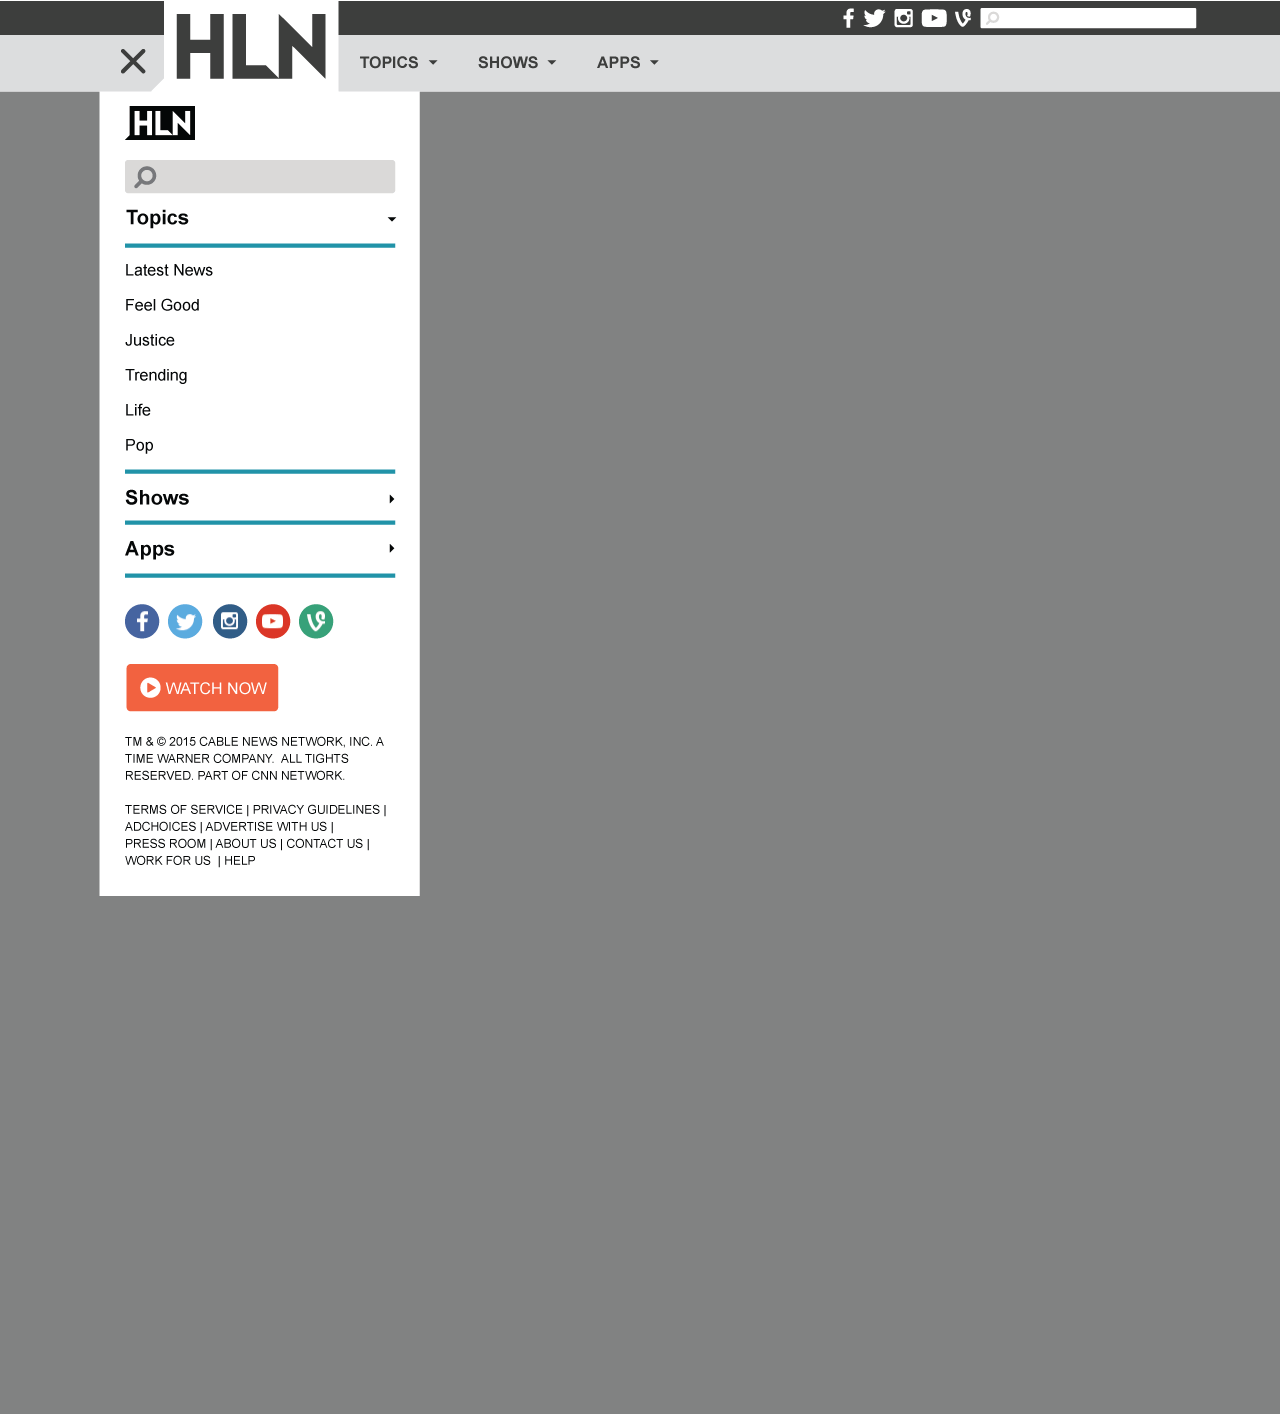 HLN
TOPICS SHOWS APPS
HLN
Topics
Latest News
Feel Good
Justice
Trending
Life
Pop
Shows
Apps
WATCH NOW
TM & © 2015 CABLE NEWS NETWORK, INC. A
TIME WARNER COMPANY.  ALL TIGHTS
RESERVED. PART OF CNN NETWORK.
TERMS OF SERVICE | PRIVACY GUIDELINES |
ADCHOICES | ADVERTISE WITH US |
PRESS ROOM | ABOUT US | CONTACT US |
WORK FOR US  | HELP